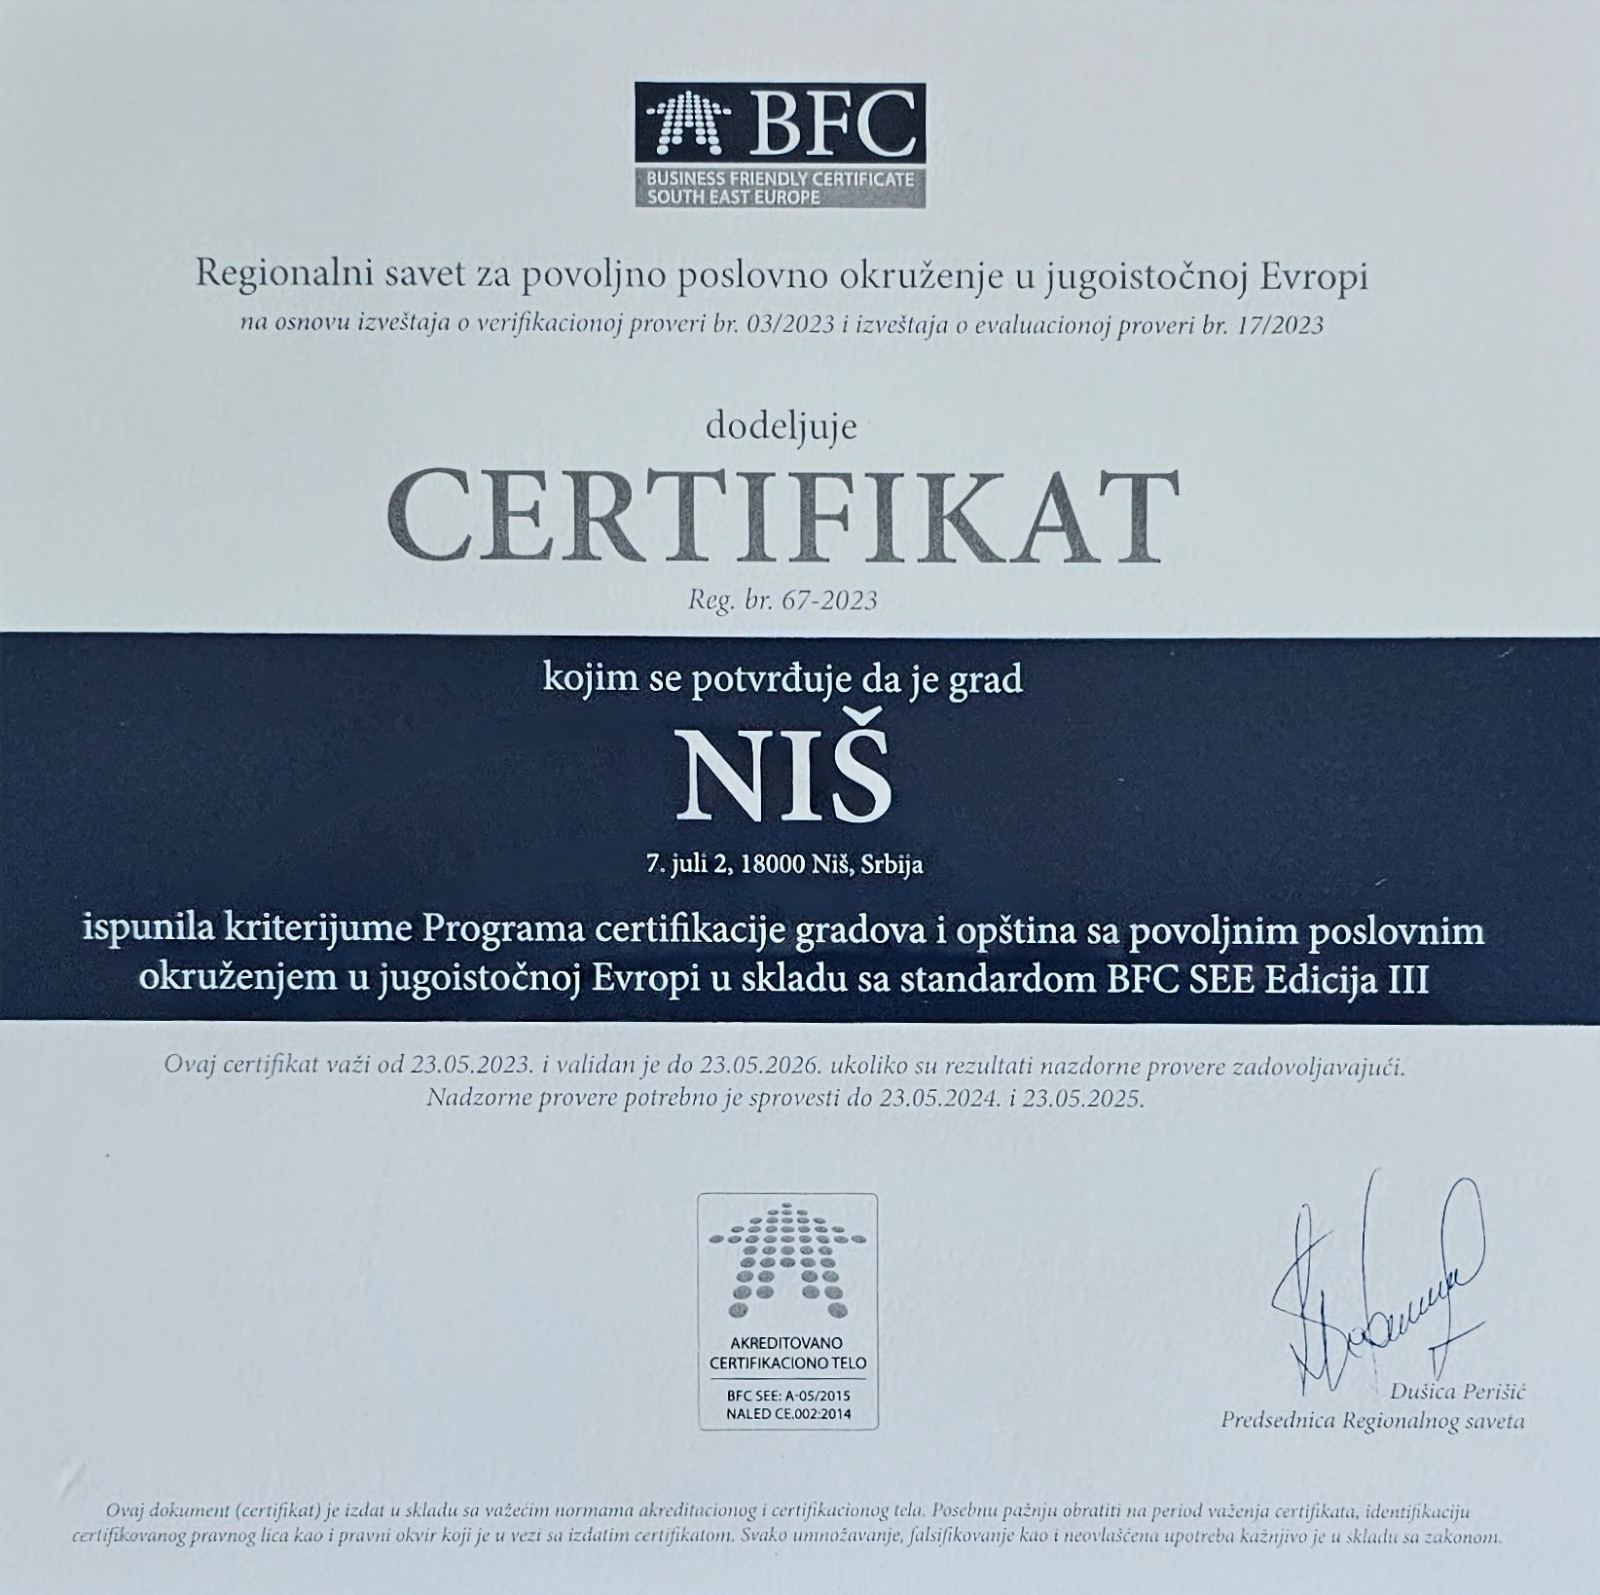 BFC
BUSINESS FRIENDLY CERTIFICATE
SOUTH EAST EUROPE
Regionalni savet za povoljno poslovno okruženje u jugoistočnoj Evropi
na osnovu izveštaja o verifikacionoj proveri br. 03/2023 i izveštaja o evaluacionoj proveri br. 17/2023
dodeljuje
CERTIFIKAT
Reg. br. 67-2023
kojim se potvrđuje da je grad
NIŠ
7. juli 2, 18000 Niš, Srbija
ispunila kriterijume Programa certifikacije gradova i opština sa povoljnim poslovnim
okruženjem u jugoistočnoj Evropi u skladu sa standardom BFC SEE Edicija III
Ovaj certifikat važi od 23.05.2023. i validan je do 23.05.2026. ukoliko su rezultati nazdorne provere zadovoljavajući.
Nadzorne provere potrebno je sprovesti do 23.05.2024. i 23.05.2025.
AKREDITOVANO
CERTIFIKACIONO TELO
BFC SEE: A-05/2015
NALED CE.002:2014
Dušica Perišić
Predsednica Regionalnog saveta
Ovaj dokument (certifikat) je izdat u skladu sa važećim normama akreditacionog i certifikacionog tela. Posebnu pažnju obratiti na period važenja certifikata, identifikaciju
certifikovanog pravnog lica kao i pravni okvir koji je u vezi sa izdatim certifikatom. Svako umnožavanje, falsifikovanje kao i neovlašćena upotreba kažnjivo je u skladu sa zakonom.